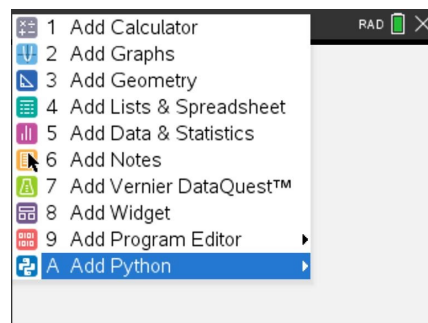 1 Add Calculator
RAD
2 Add Graphs
3 Add Geometry
4 Add Lists & Spreadsheet
5 Add Data & Statistics
6 Add Notes
7 Add Vernier DataQuest™
8 Add Widget
9 Add Program Editor
A Add Python